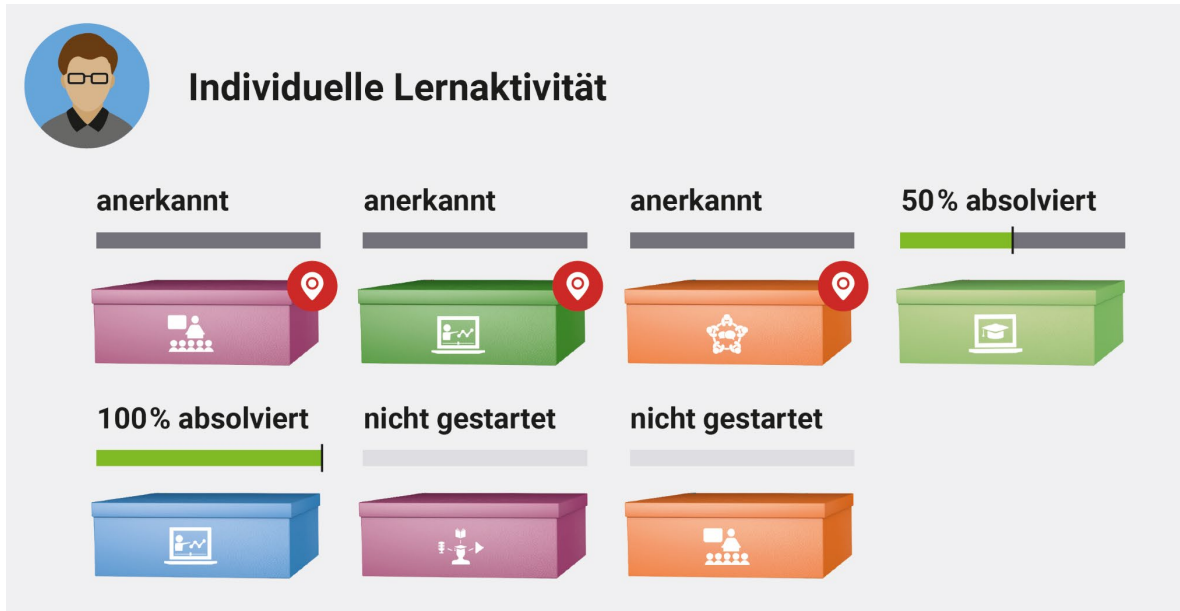 Individuelle Lernaktivität
anerkannt
anerkannt
anerkannt
50% absolviert
100% absolviert
nicht gestartet
nicht gestartet